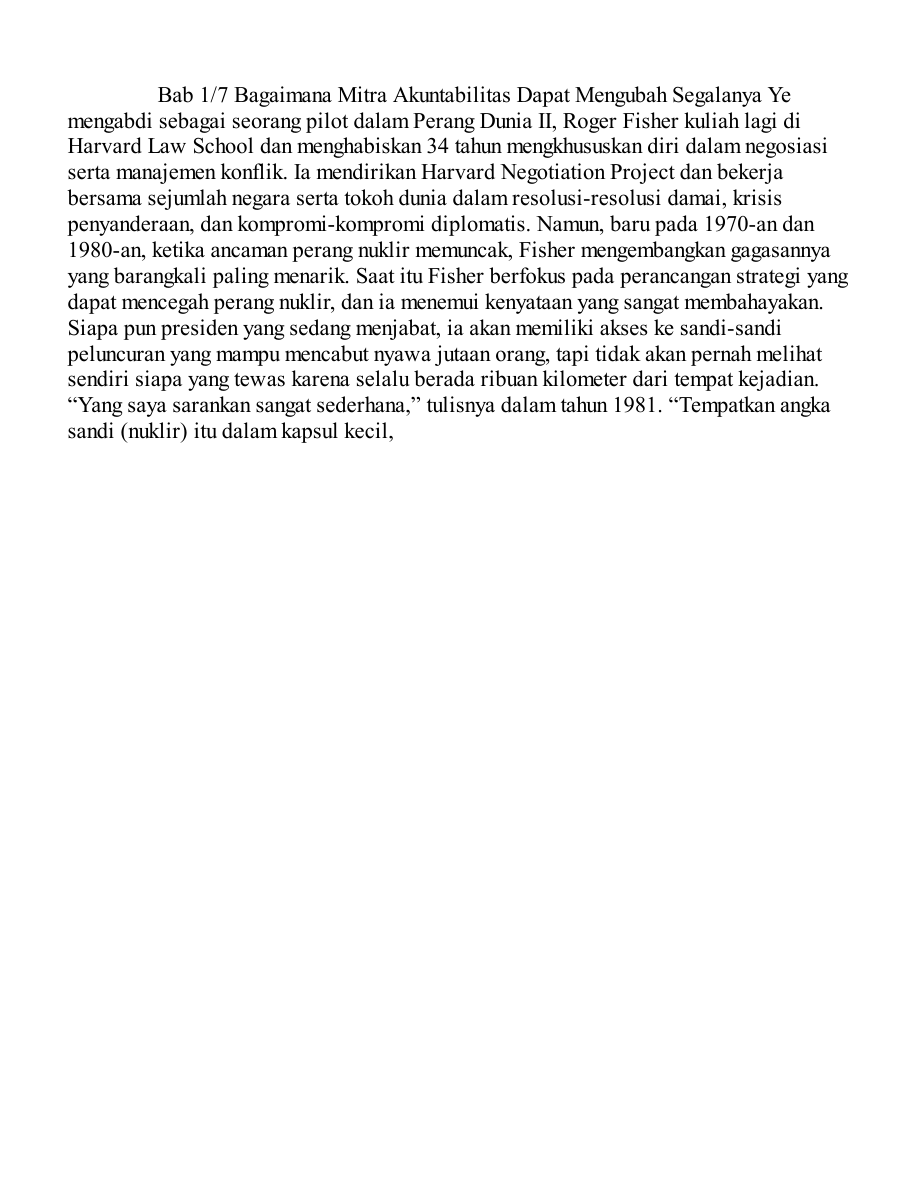 Bab 1/7 Bagaimana Mitra Akuntabilitas Dapat Mengubah Segalanya Ye
mengabdi sebagai seorang pilot dalam Perang Dunia II, Roger Fisher kuliah lagi di
Harvard Law School dan menghabiskan 34 tahun mengkhususkan diri dalam negosiasi
serta manajemen konflik. Ia mendirikan Harvard Negotiation Project dan bekerja
bersama sejumlah negara serta tokoh dunia dalam resolusi-resolusi damai, krisis
penyanderaan, dan kompromi-kompromi diplomatis. Namun, baru pada 1970-an dan
1980-an, ketika ancaman perang nuklir memuncak, Fisher mengembangkan gagasannya
yang barangkali paling menarik. Saat itu Fisher berfokus pada perancangan strategi yang
dapat mencegah perang nuklir, dan ia menemui kenyataan yang sangat membahayakan.
Siapa pun presiden yang sedang menjabat, ia akan memiliki akses ke sandi-sandi
peluncuran yang mampu mencabut nyawa jutaan orang, tapi tidak akan pernah melihat
sendiri siapa yang tewas karena selalu berada ribuan kilometer dari tempat kejadian.
“Yang saya sarankan sangat sederhana,” tulisnya dalam tahun 1981. “Tempatkan angka
sandi (nuklir) itu dalam kapsul kecil,